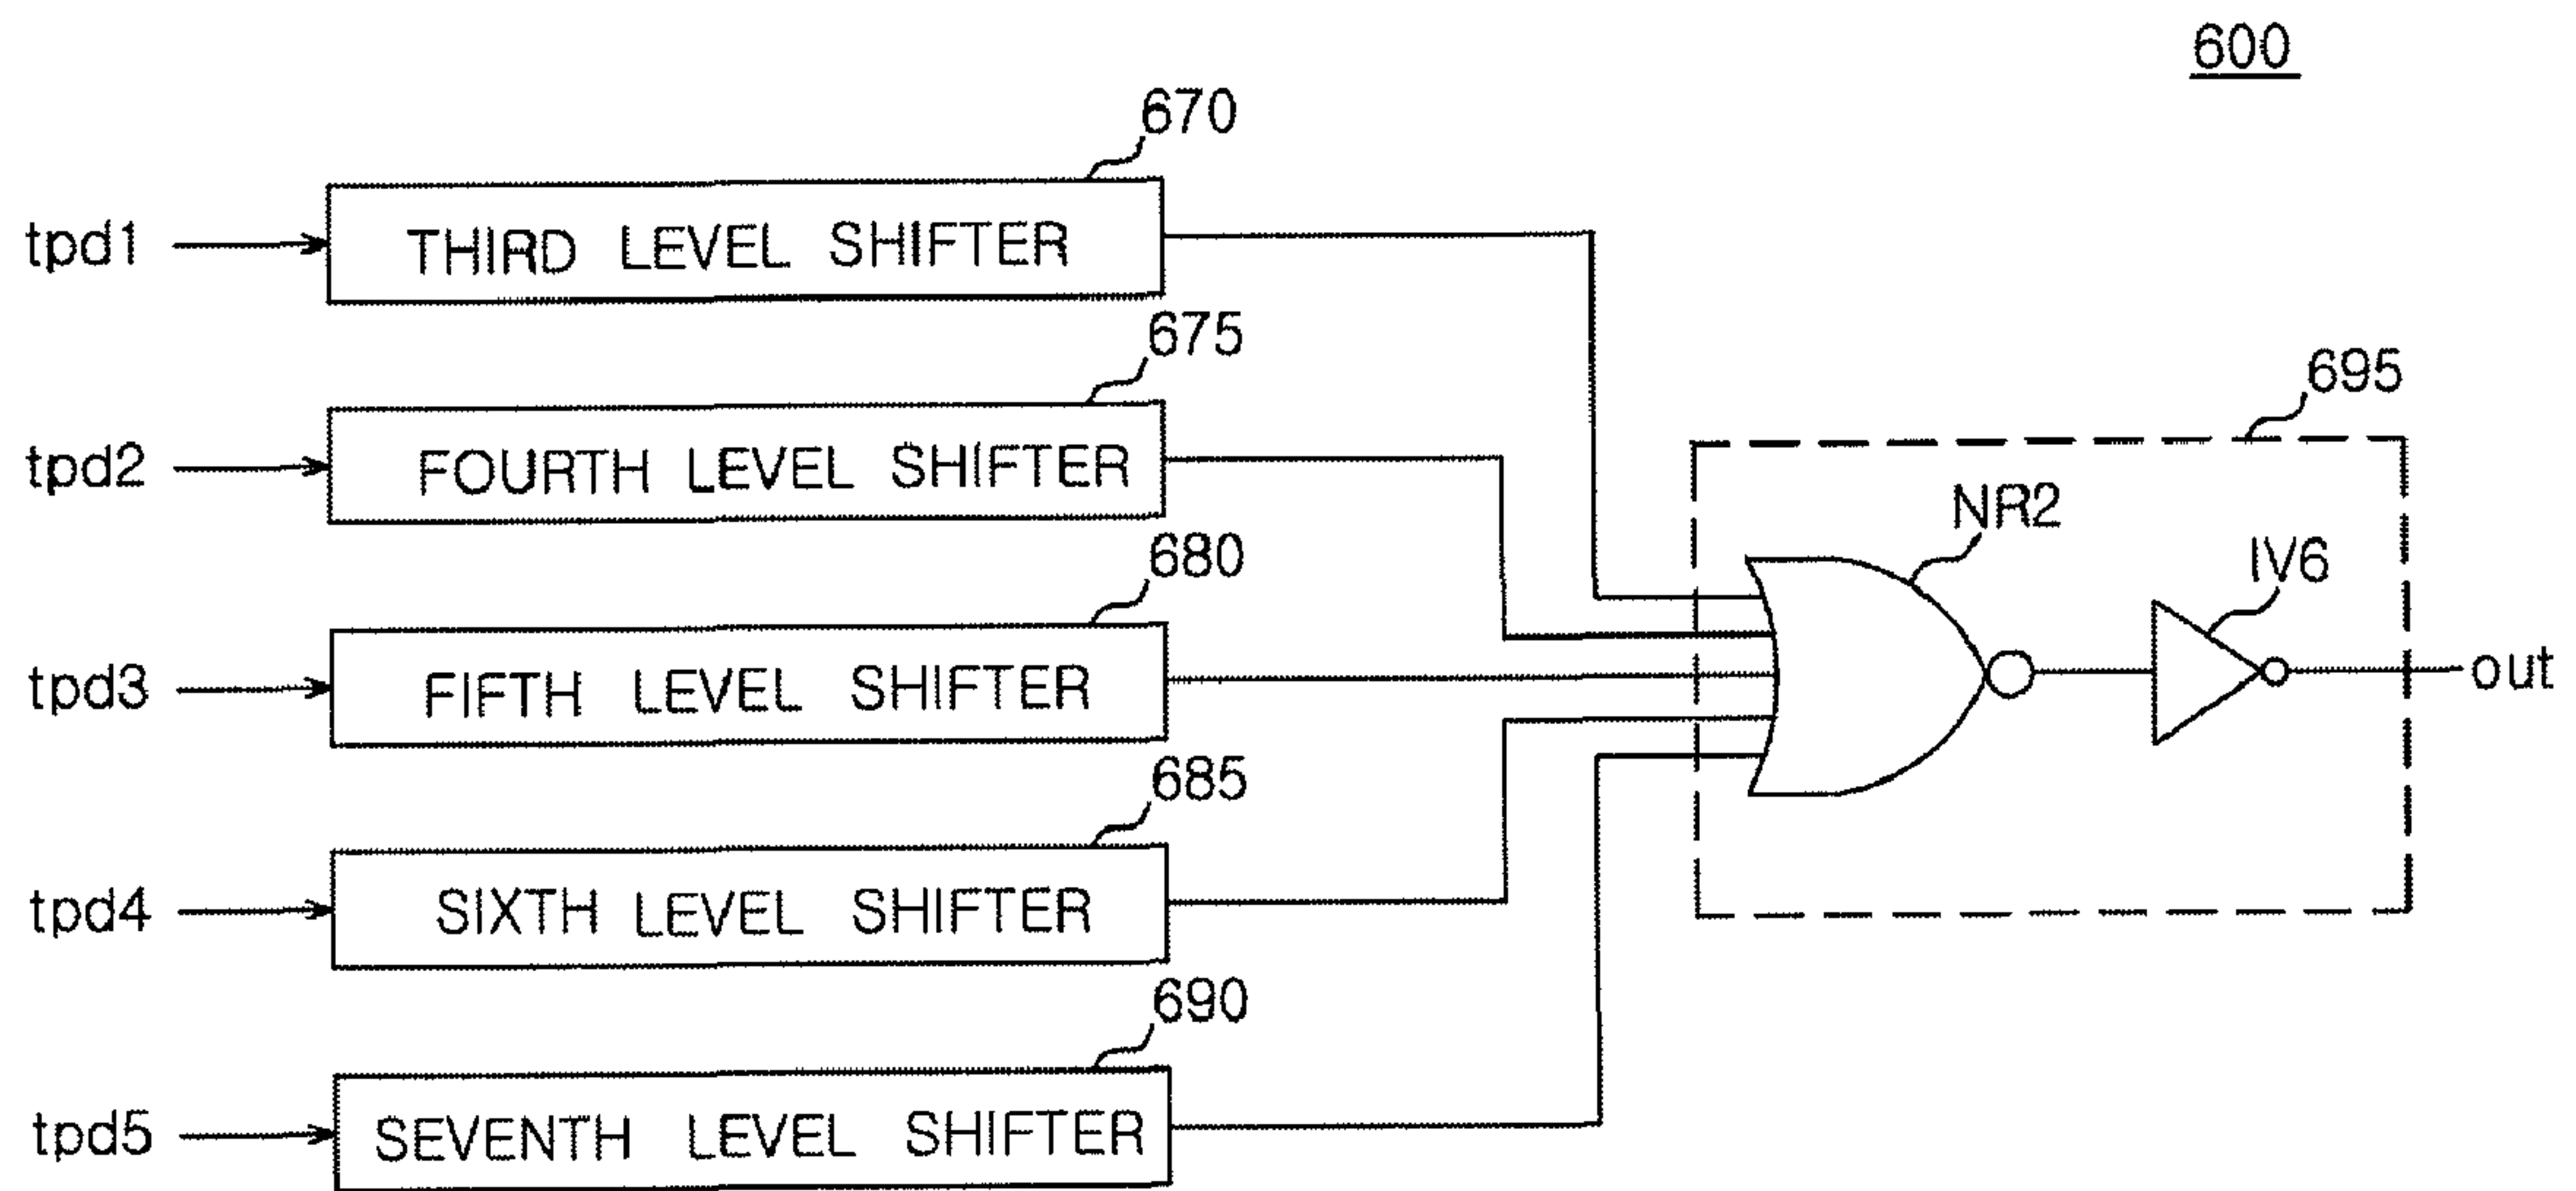 600
670
tpd1
THIRD LEVEL SHIFTER
675
tpd2
FOURTH LEVEL SHIFTER
680
tpd3
FIFTH LEVEL SHIFTER
685
tpd4
SIXTH LEVEL SHIFTER
690
tpd5
SEVENTH LEVEL SHIFTER
695
NR2
IV6
out